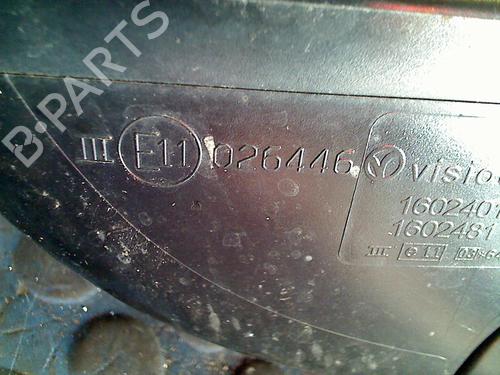 B-PARTS
III E11 026446
visio
1602401
1602481
III e11